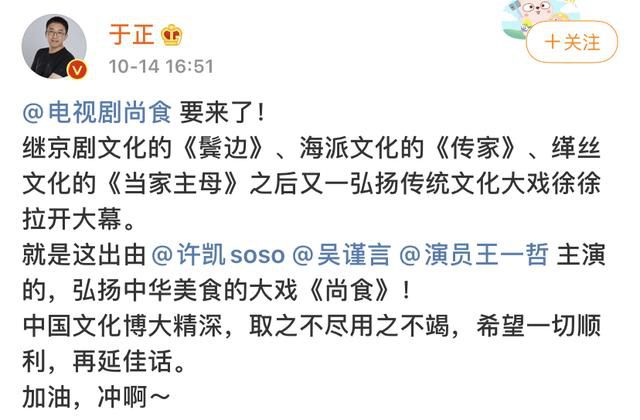 于正
10-14 16:51
＋关注
@电视剧尚食 要来了！
继京剧文化的《鬓边》、海派文化的《传家》、缂丝
文化的《当家主母》之后又一弘扬传统文化大戏徐徐
拉开大幕。
就是这出由@许凯soso @吴谨言 @演员王一哲 主演
的，弘扬中华美食的大戏《尚食》！
中国文化博大精深，取之不尽用之不竭，希望一切顺
利，再延佳话。
加油，冲啊～